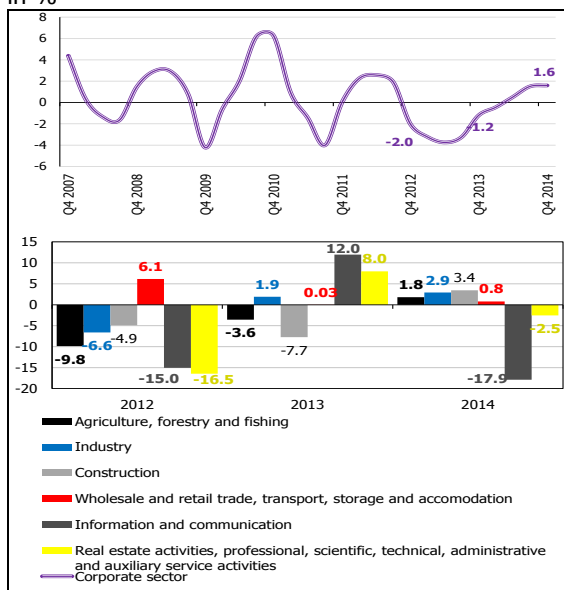 in %
8
6
4
2
0
-2
-4
-6
1.6
-2.0
-1.2
Q4 2007
Q4 2008
Q4 2009
Q4 2010
Q4 2011
Q4 2012
Q4 2013
Q4 2014
15
10
5
0
-5
-10
-15
-20
-9.8
-6.6
-4.9
6.1
-15.0
-16.5
-3.6
1.9
-7.7
0.03
12.0
8.0
1.8
2.9
3.4
0.8
-17.9
-2.5
2012 2013 2014
Agriculture, forestry and fishing
Industry
Construction
Wholesale and retail trade, transport, storage and accomodation
Information and communication
Real estate activities, professional, scientific, technical, administrative
and auxiliary service activities
Corporate sector